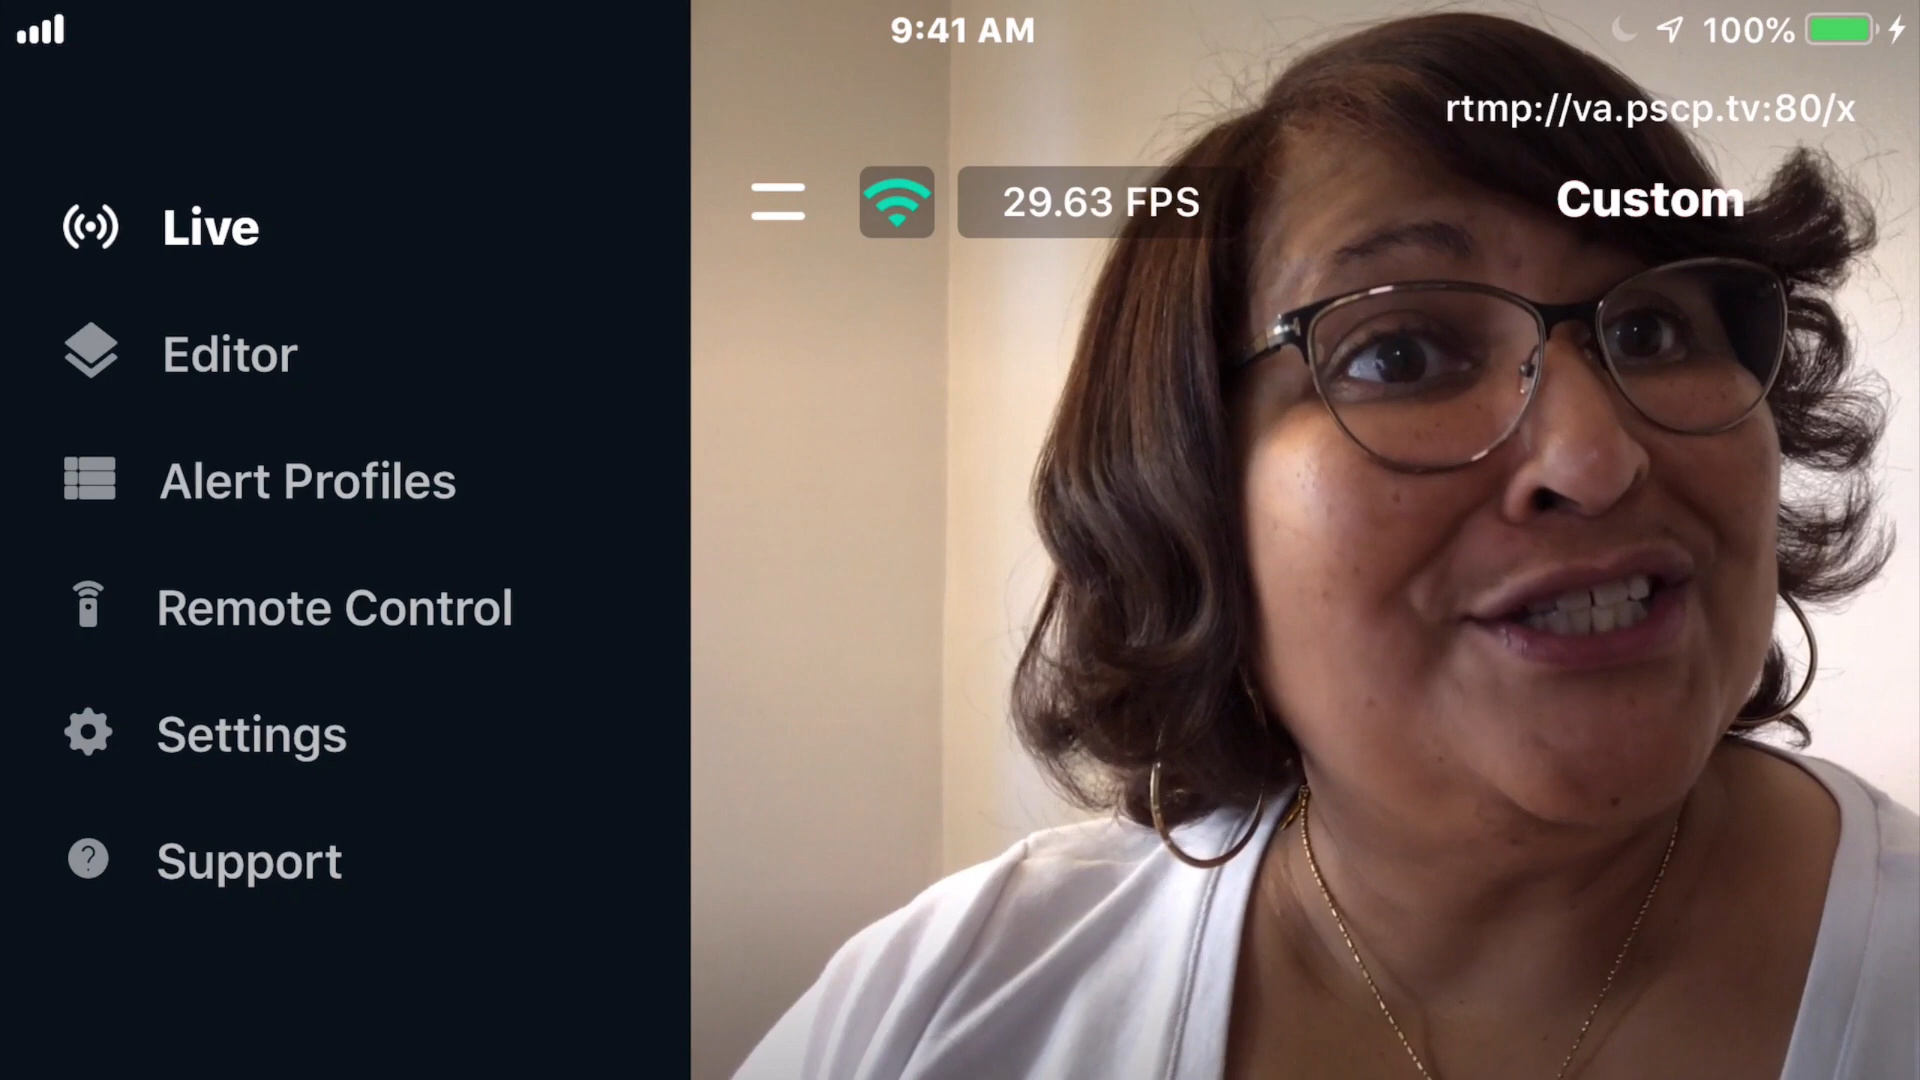 9:41 AM
100%
rtmp://va.pscp.tv:80/x
29.63 FPS
Custom
Live
Editor
Alert Profiles
Remote Control
Settings
? Support